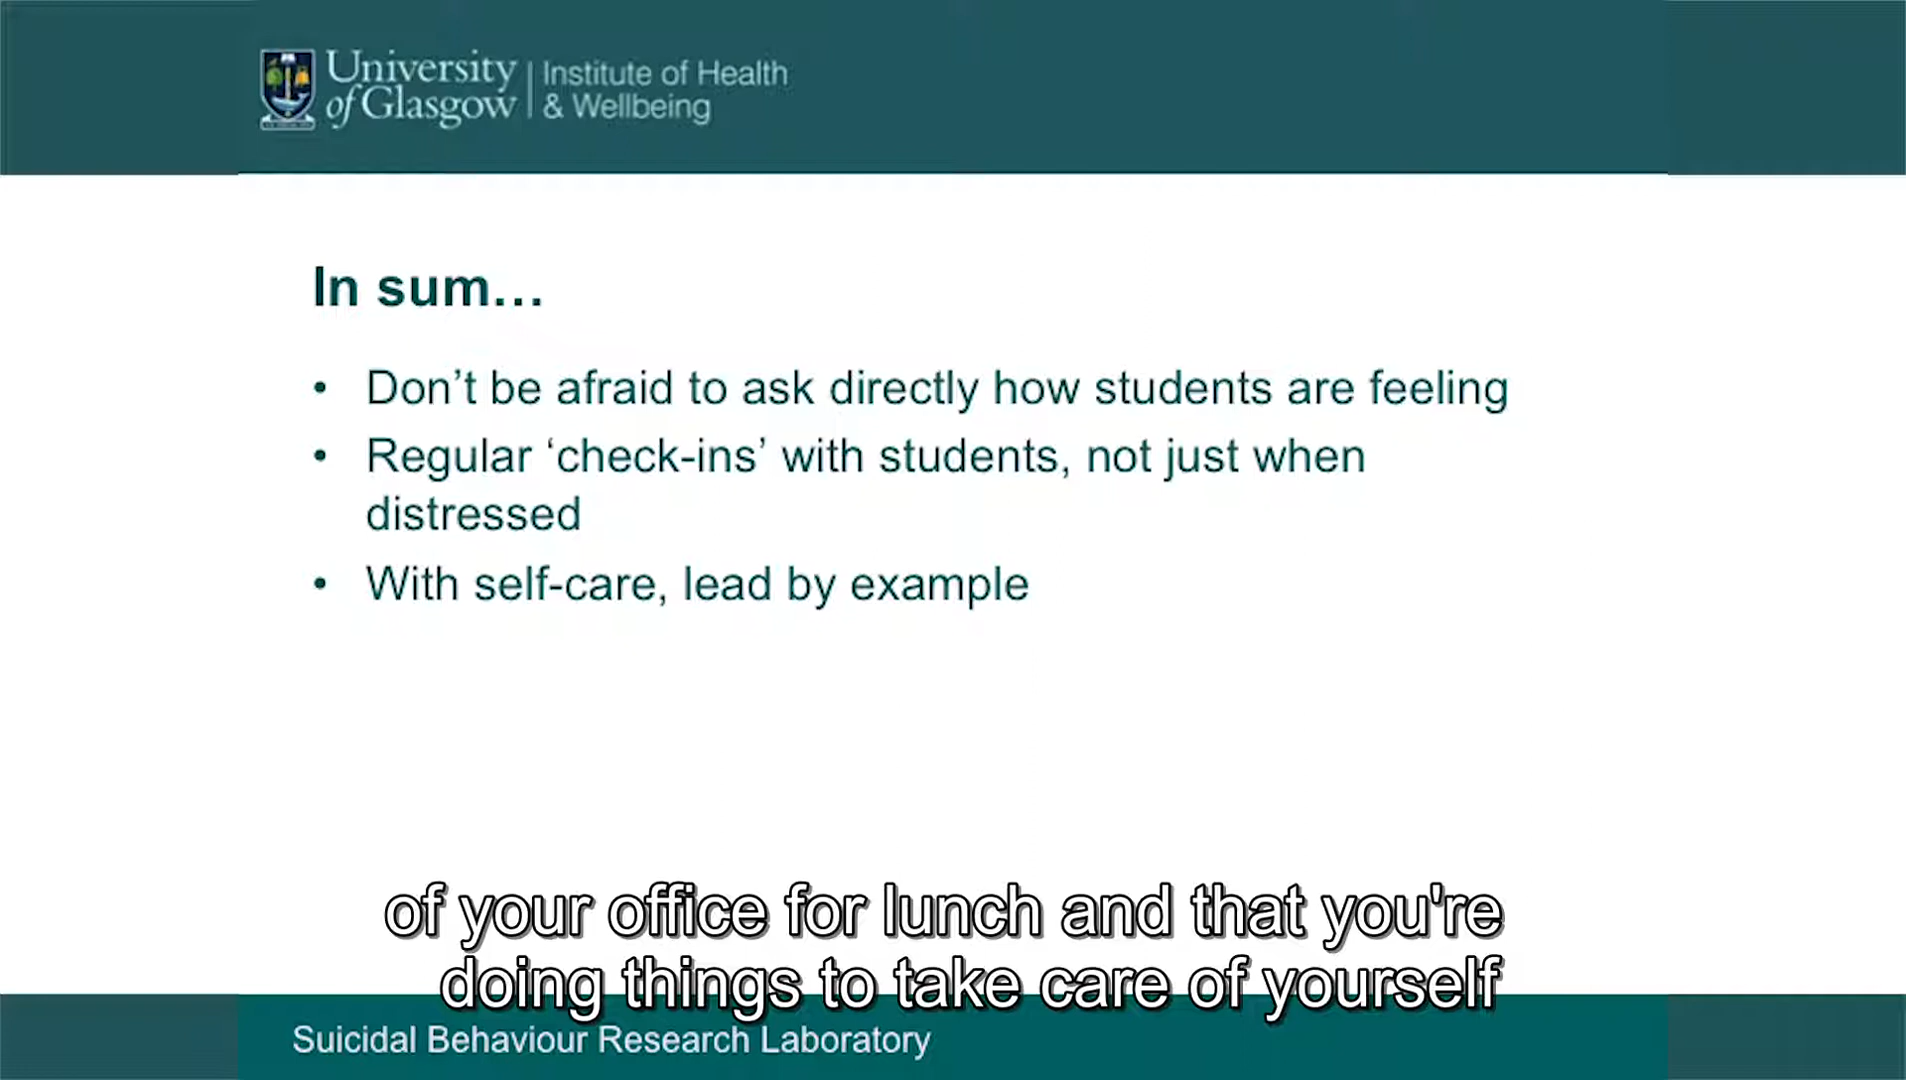 University of Glasgow
Institute of Health & Wellbeing
In sum…
• Don’t be afraid to ask directly how students are feeling
• Regular ‘check-ins’ with students, not just when
distressed
• With self-care, lead by example
of your office for lunch and that you're
doing things to take care of yourself
Suicidal Behaviour Research Laboratory